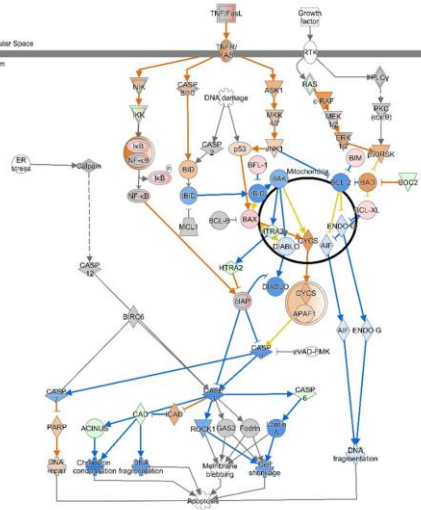 TNF/FasL
Growth
factor
ular Space
m
TNFR/
FAS
RTK
NIK
CASP
8/10
DNA damage
ASK1
RAS
PLCγ
c-RAF
IKK
MKK
4/7
MEK
1/2
PKC
IκB
CASP
2
p53
JNK1
ERK
1/2
NF-κB
IκB
p90RSK
ER
stress
Calpain
BID
BFL-1
BIM
Mitochondria
BAK
BCL-2
BAD
CDC2
NF-κB
tBID
tBID
BCL-XL
MCL1
BCL-B
BAX
HTRA2
ENDO G
DIABLO
CYCS
AIF
CASP
12
HTRA2
DIABLO
CYCS
cIAP
APAF1
BIRC6
AIF
ENDO G
CASP
zVAD-FMK
CASP
CASP
CASP
6
PARP
ACINUS
CAD
ICAD
ROCK1
GAS2
Fodrin
Lamin
A
DNA
repair
Chromatin
condensation
DNA
fragmentation
Membrane
blebbing
Cell
shrinkage
DNA
fragmentation
Apoptosis